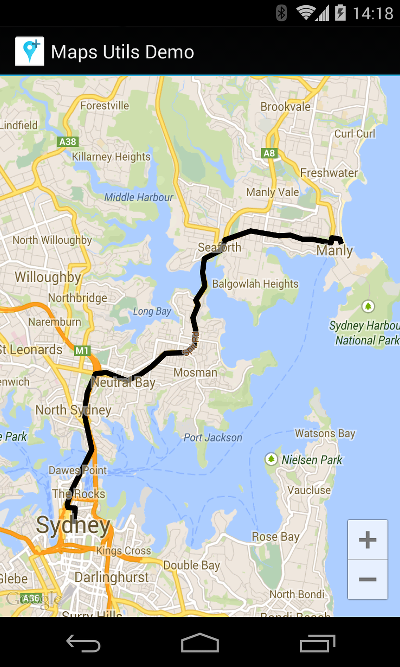 14:18
Maps Utils Demo
Forestville
Brookvale
Lindfield
Curl Curl
A38
Killarney Heights
A8
Freshwater
Manly Vale
Middle Harbour
North Willoughby
Seaforth
Manly
Willoughby
Balgowlah Heights
Northbridge
Long Bay
Naremburn
Sydney Harbou
National Park
St Leonards
M1
Mosman
Neutral Bay
North Sydney
Watsons Bay
Port Jackson
e Park
Nielsen Park
Dawes Point
Vaucluse
The Rocks
Sydney
Rose Bay
Kings Cross
Double Bay
Glebe
Darlinghurst
North Bondi
A36
Surry Hills
Bondi Beach
+
−